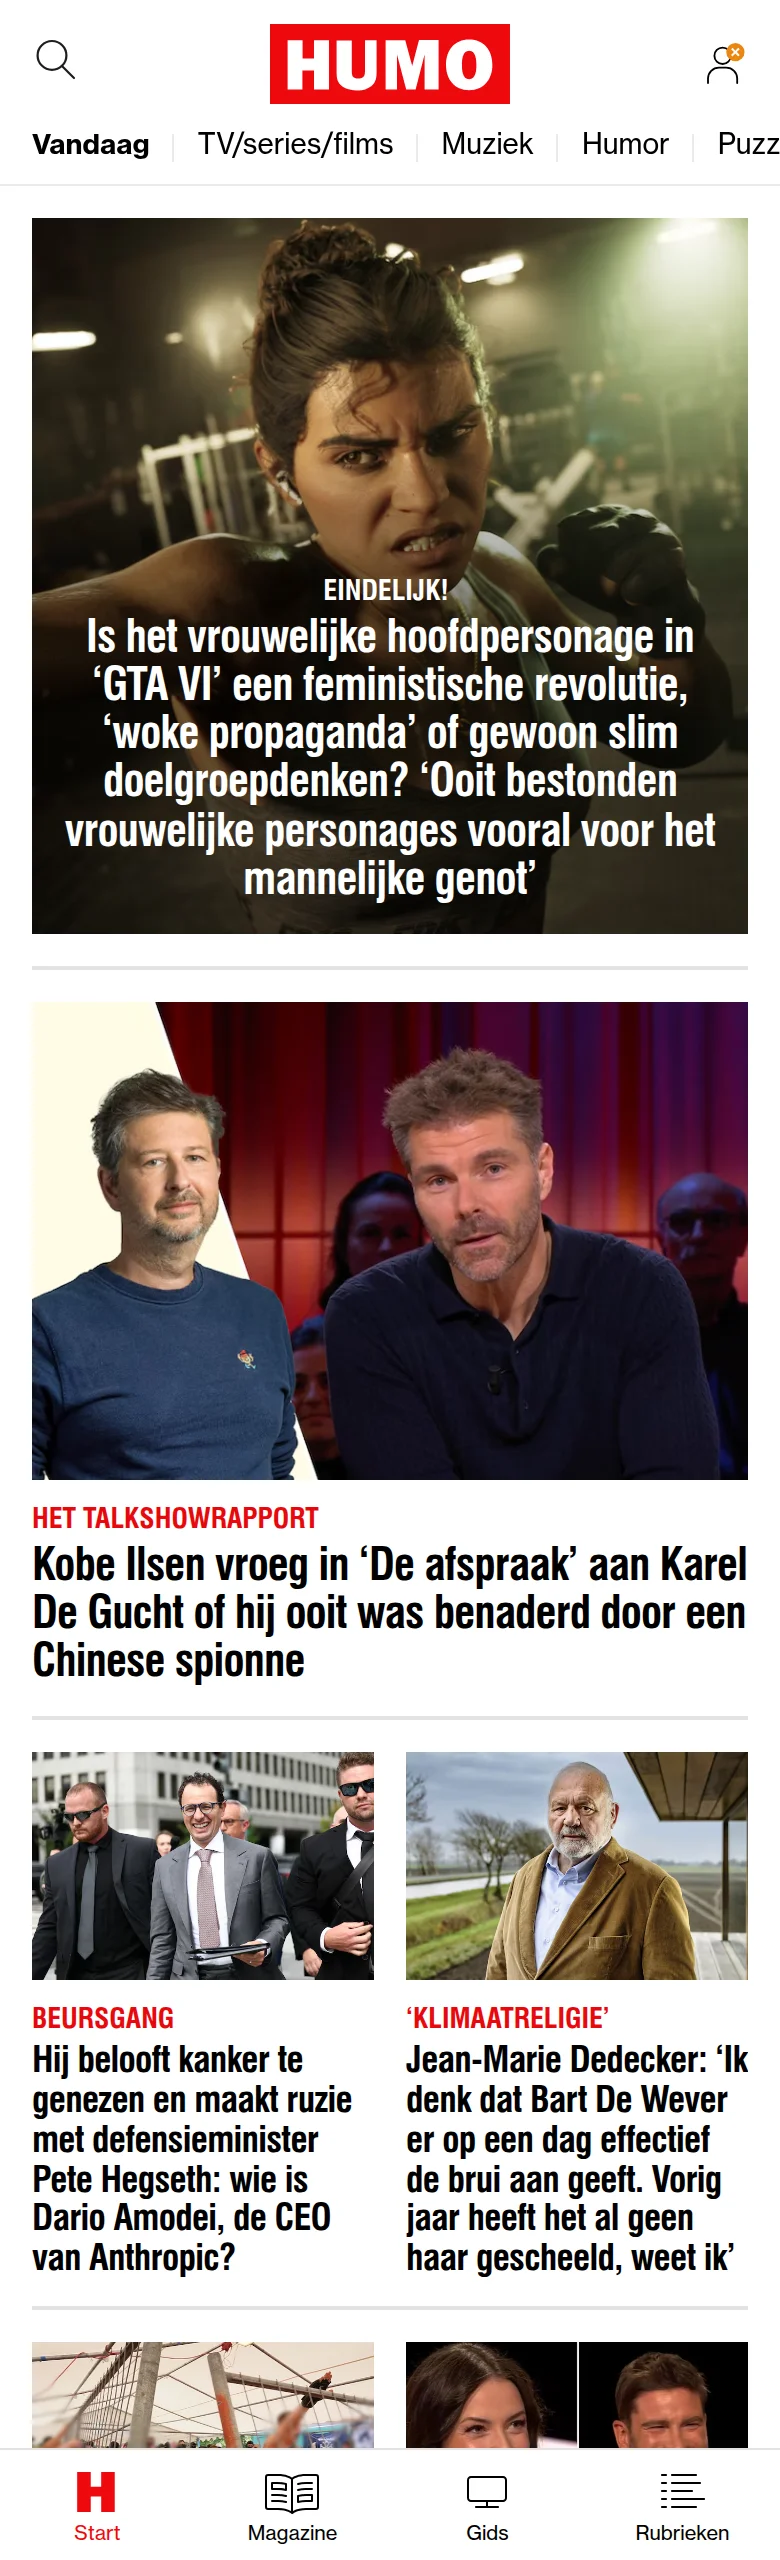 HUMO
Vandaag
TV/series/films
Muziek
Humor
Puzz
EINDELIJK!
Is het vrouwelijke hoofdpersonage in
‘GTA VI’ een feministische revolutie,
‘woke propaganda’ of gewoon slim
doelgroepdenken? ‘Ooit bestonden
vrouwelijke personages vooral voor het
mannelijke genot’
HET TALKSHOWRAPPORT
Kobe Ilsen vroeg in ‘De afspraak’ aan Karel
De Gucht of hij ooit was benaderd door een
Chinese spionne
BEURSGANG
Hij belooft kanker te
genezen en maakt ruzie
met defensieminister
Pete Hegseth: wie is
Dario Amodei, de CEO
van Anthropic?
‘KLIMAATRELIGIE’
Jean-Marie Dedecker: ‘Ik
denk dat Bart De Wever
er op een dag effectief
de brui aan geeft. Vorig
jaar heeft het al geen
haar gescheeld, weet ik’
H
Start
Magazine
Gids
Rubrieken